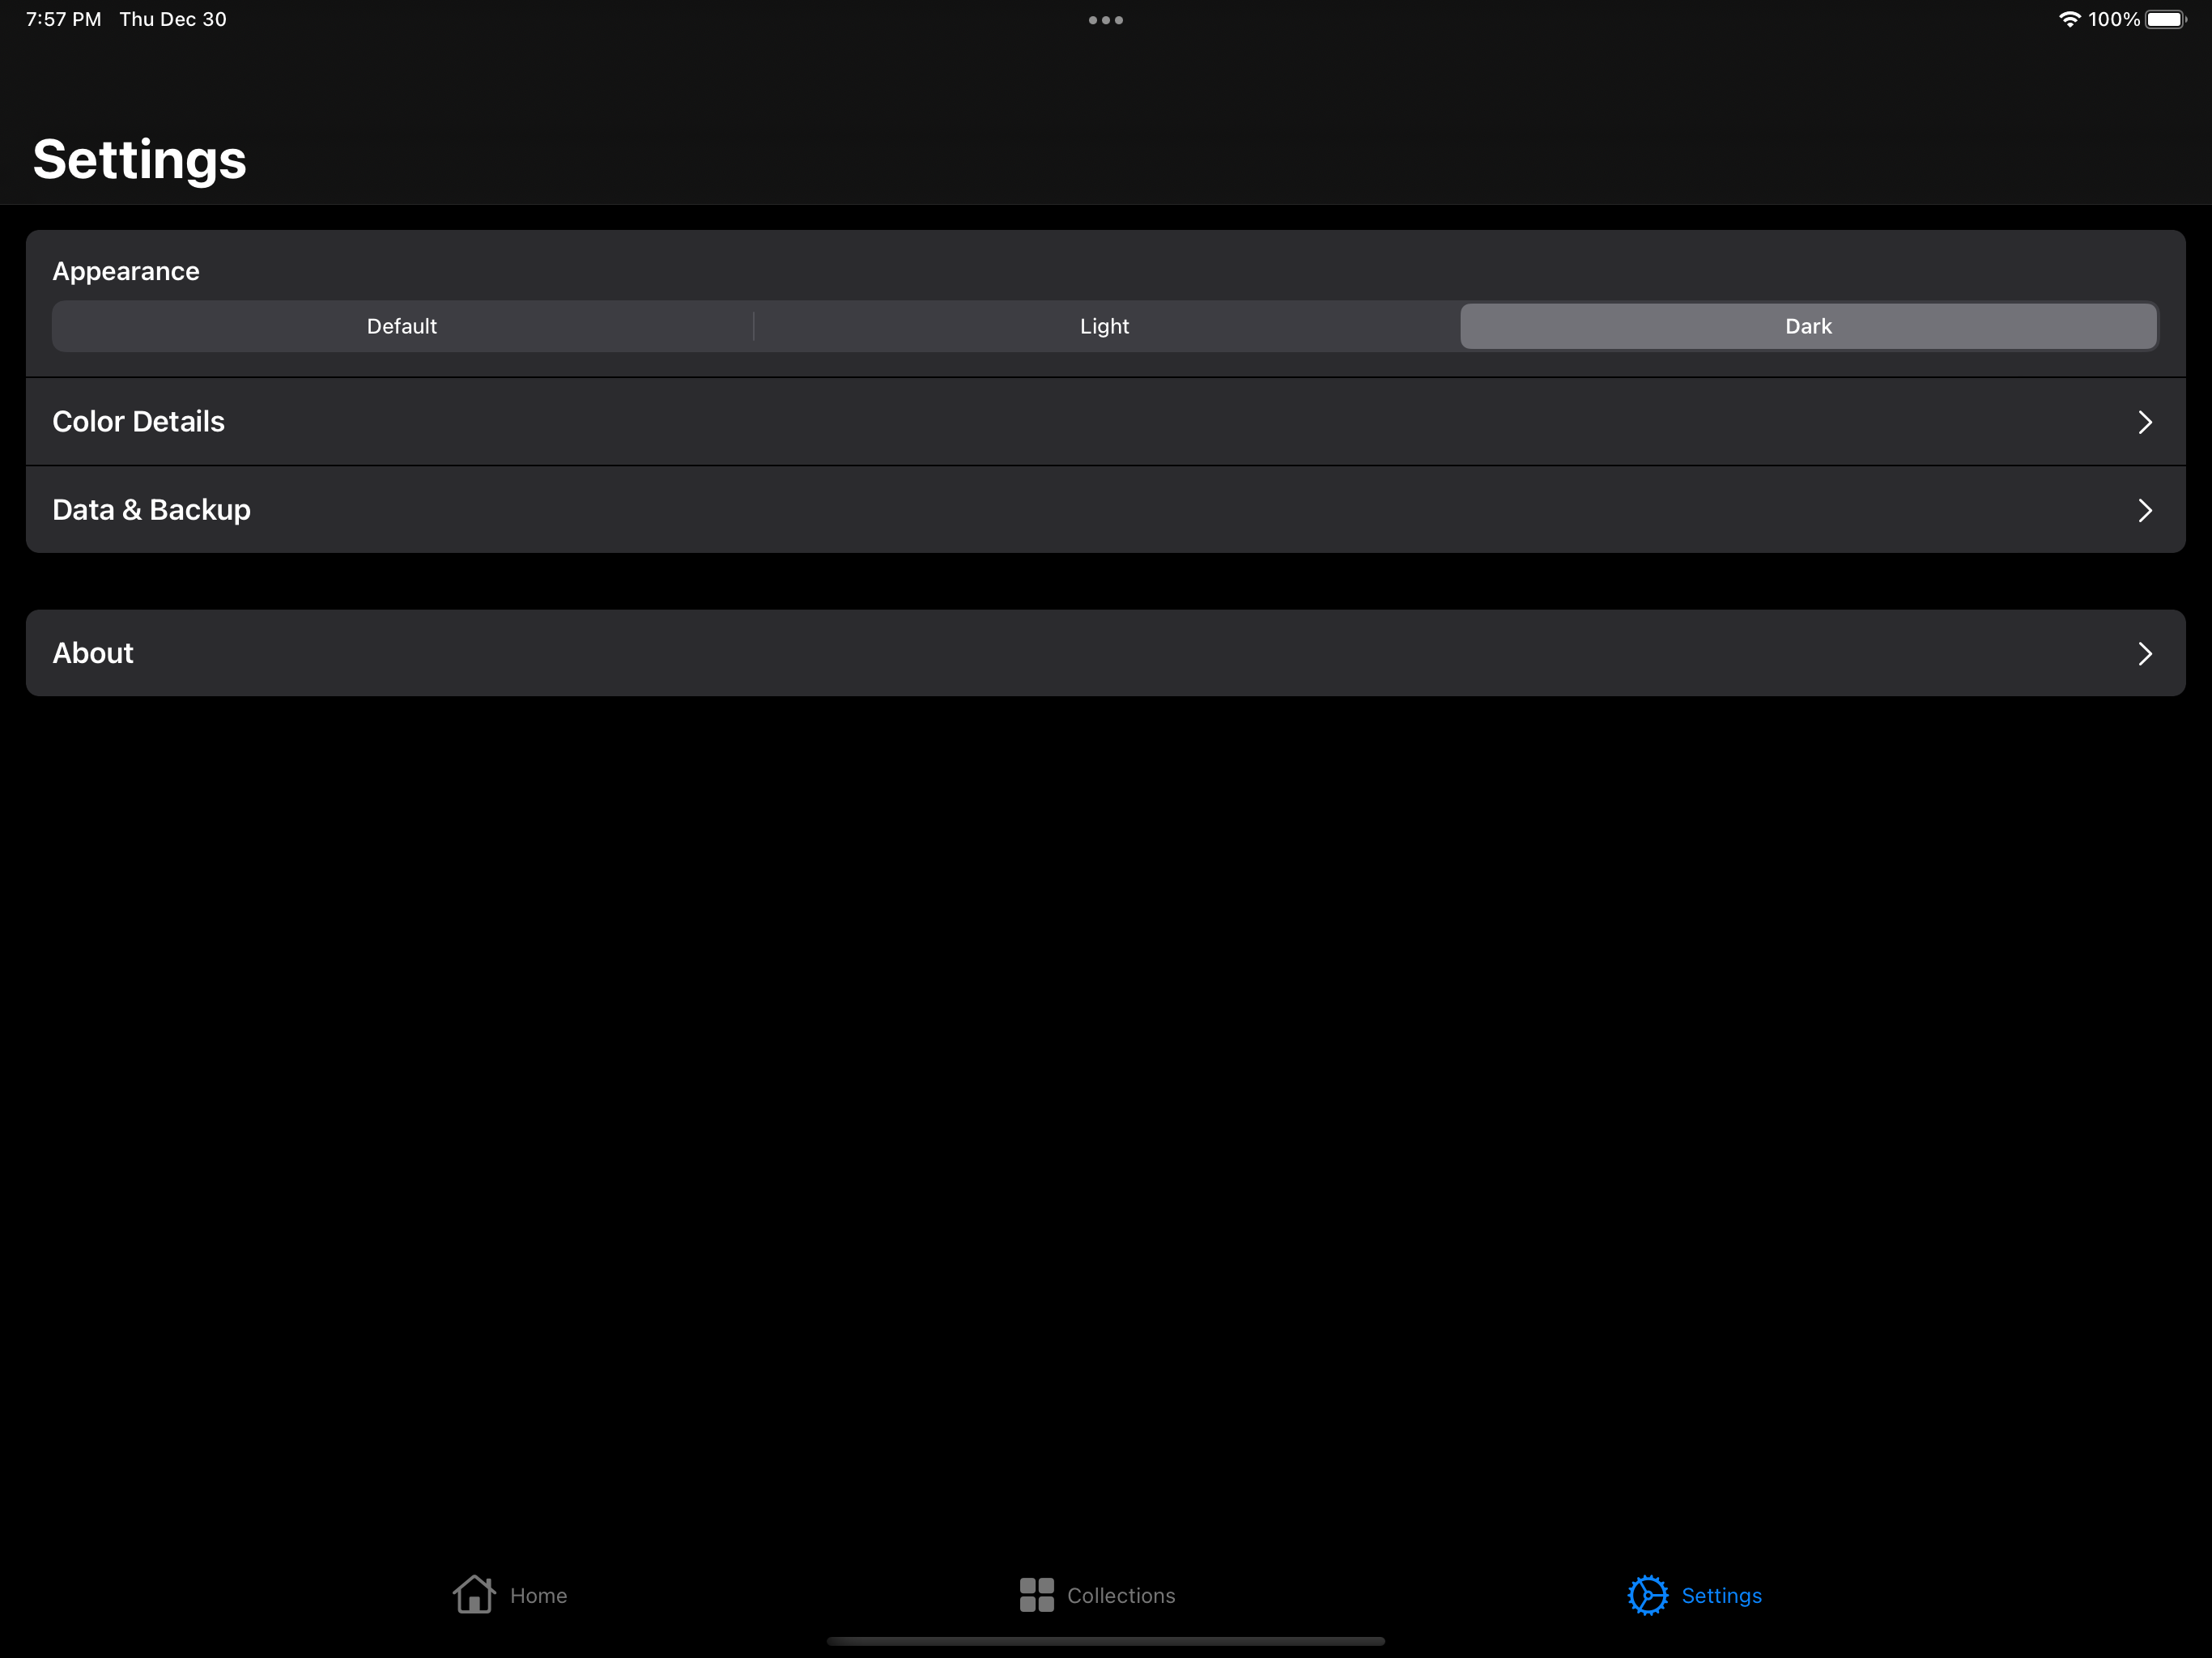 7:57 PM Thu Dec 30
100%
Settings
Appearance
Default Light Dark
Color Details
Data & Backup
About
Home Collections Settings